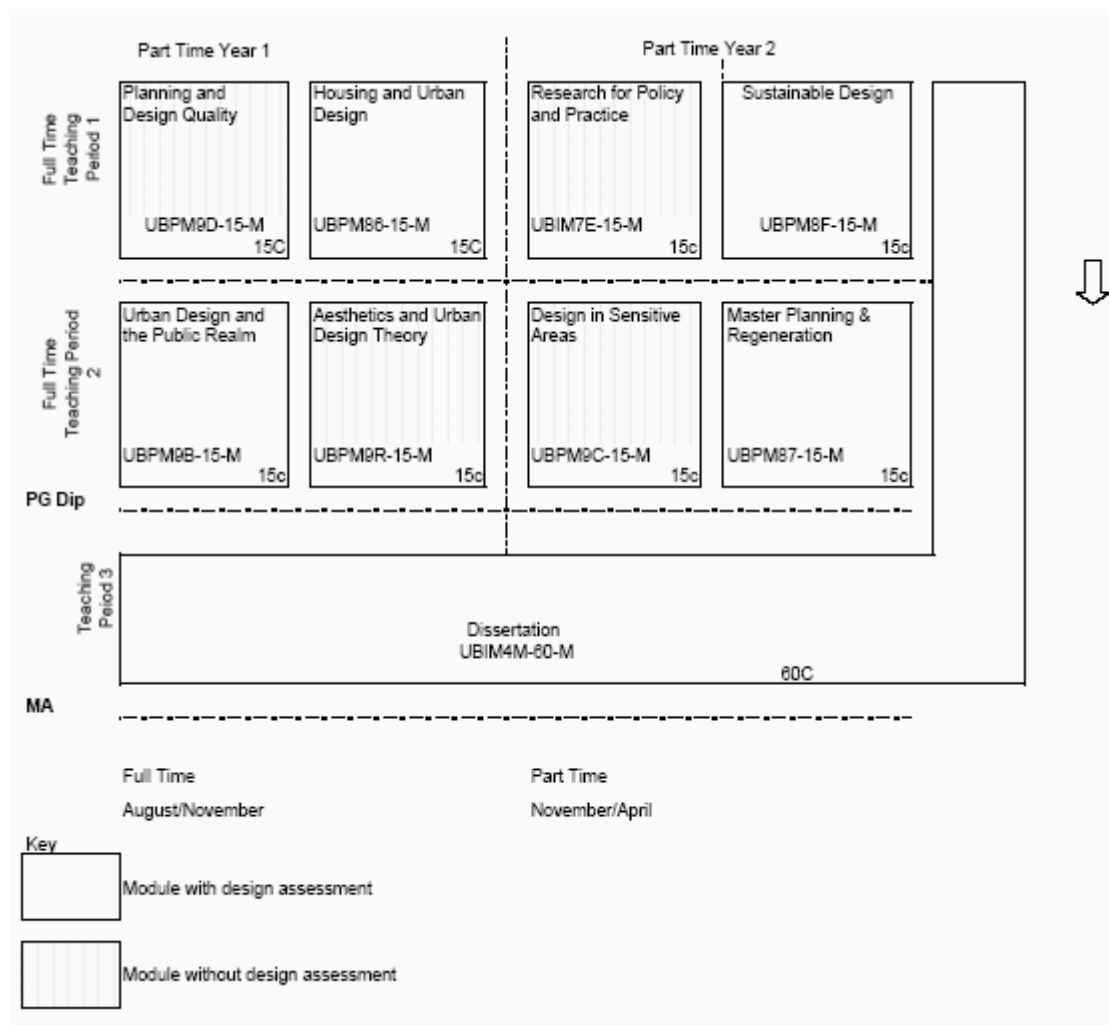 Part Time Year 1
Part Time Year 2
Full Time
Teaching
Period 1
Planning and
Design Quality
UBPM9D-15-M
15C
Housing and Urban
Design
UBPM86-15-M
15C
Research for Policy
and Practice
UBIM7E-15-M
15c
Sustainable Design
UBPM8F-15-M
15c
Full Time
Teaching Period
2
Urban Design and
the Public Realm
UBPM9B-15-M
15c
Aesthetics and Urban
Design Theory
UBPM9R-15-M
15c
Design in Sensitive
Areas
UBPM9C-15-M
15c
Master Planning &
Regeneration
UBPM87-15-M
15c
PG Dip
Teaching
Peiod 3
Dissertation
UBIM4M-60-M
60C
MA
Full Time
Part Time
August/November
November/April
Key
Module with design assessment
Module without design assessment